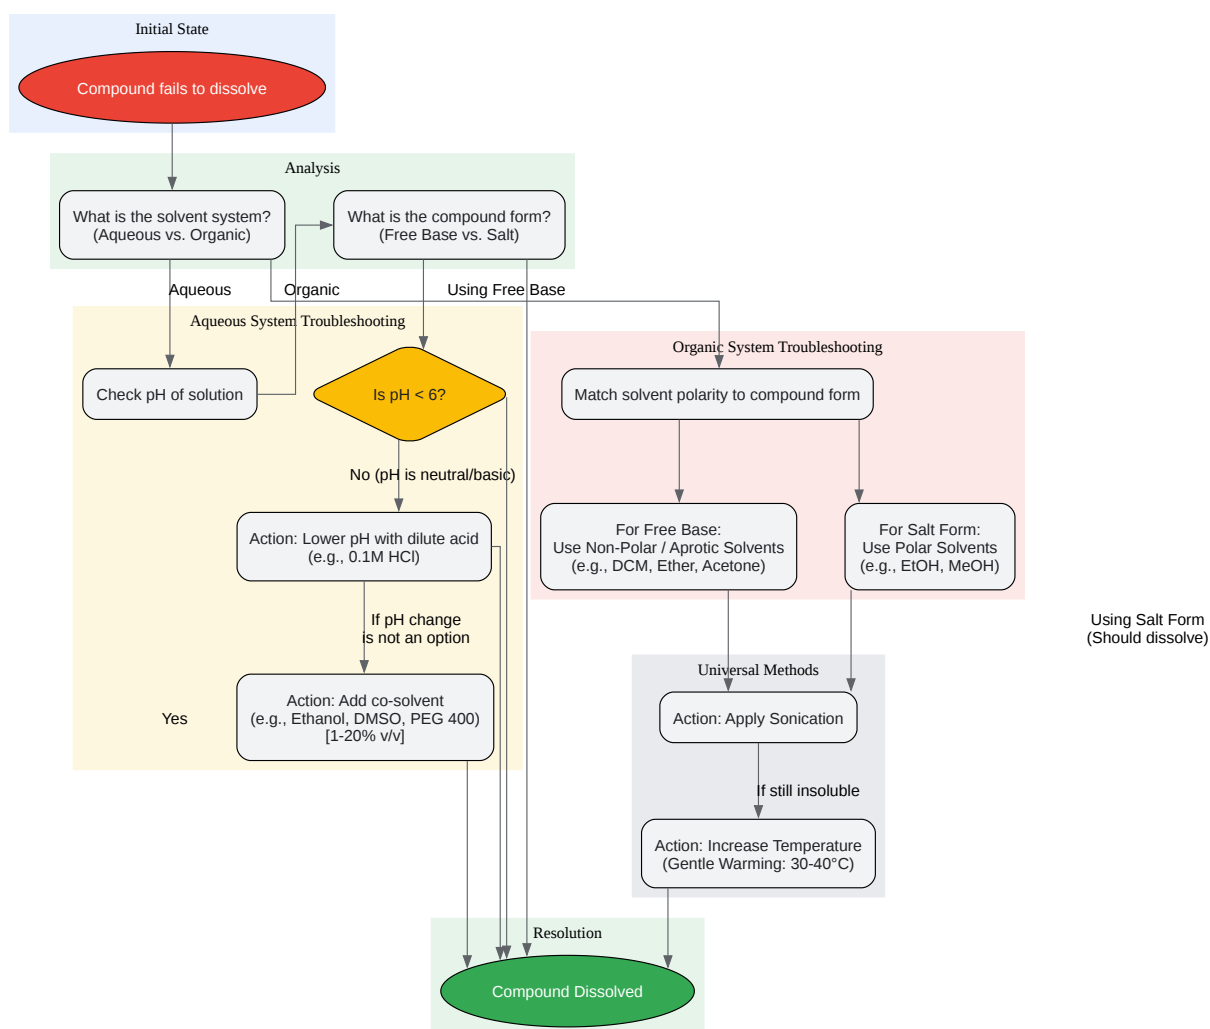 Initial State
Compound fails to dissolve
Analysis
What is the solvent system?
(Aqueous vs. Organic)
What is the compound form?
(Free Base vs. Salt)
Aqueous
Organic
Using Free Base
Aqueous System Troubleshooting
Organic System Troubleshooting
Check pH of solution
Is pH < 6?
Match solvent polarity to compound form
No (pH is neutral/basic)
Action: Lower pH with dilute acid
(e.g., 0.1M HCl)
For Free Base:
Use Non-Polar / Aprotic Solvents
(e.g., DCM, Ether, Acetone)
For Salt Form:
Use Polar Solvents
(e.g., EtOH, MeOH)
If pH change
is not an option
Using Salt Form
(Should dissolve)
Universal Methods
Action: Add co-solvent
(e.g., Ethanol, DMSO, PEG 400)
[1-20% v/v]
Yes
Action: Apply Sonication
If still insoluble
Action: Increase Temperature
(Gentle Warming: 30-40°C)
Resolution
Compound Dissolved